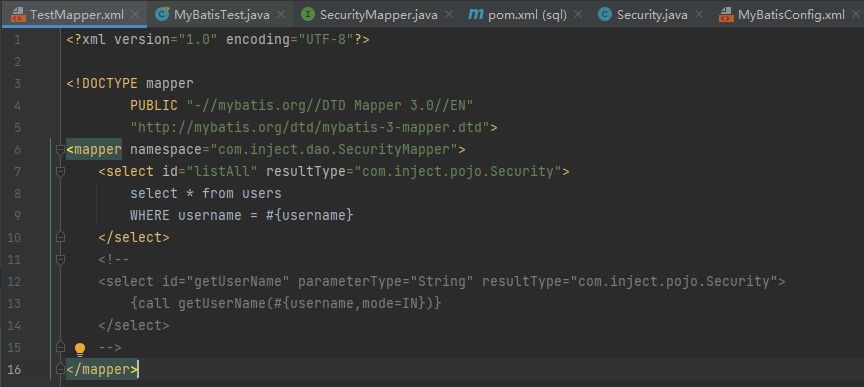 TestMapper.xml MyBatisTest.java SecurityMapper.java pom.xml (sql) Security.java MyBatisConfig.xml
1 <?xml version="1.0" encoding="UTF-8"?>
2
3 <!DOCTYPE mapper
4 PUBLIC "-//mybatis.org//DTD Mapper 3.0//EN"
5 "http://mybatis.org/dtd/mybatis-3-mapper.dtd">
6 <mapper namespace="com.inject.dao.SecurityMapper">
7 <select id="listAll" resultType="com.inject.pojo.Security">
8 select * from users
9 WHERE username = #{username}
10 </select>
11 <!--
12 <select id="getUserName" parameterType="String" resultType="com.inject.pojo.Security">
13 {call getUserName(#{username,mode=IN})}
14 </select>
15 -->
16 </mapper>